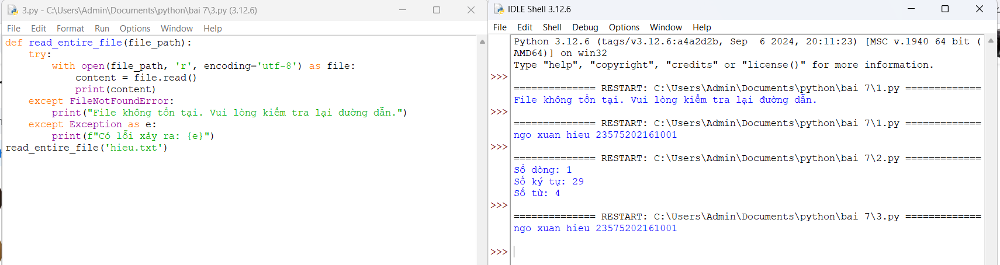 3.py - C:\Users\Admin\Documents\python\bai 7\3.py (3.12.6)
File Edit Format Run Options Window Help
def read_entire_file(file_path):
    try:
        with open(file_path, 'r', encoding='utf-8') as file:
            content = file.read()
            print(content)
    except FileNotFoundError:
        print("File không tồn tại. Vui lòng kiểm tra lại đường dẫn.")
    except Exception as e:
        print(f"Có lỗi xảy ra: {e}")
read_entire_file('hieu.txt')
IDLE Shell 3.12.6
File Edit Shell Debug Options Window Help
Python 3.12.6 (tags/v3.12.6:a4a2d2b, Sep  6 2024, 20:11:23) [MSC v.1940 64 bit (
AMD64)] on win32
Type "help", "copyright", "credits" or "license()" for more information.
>>>
============== RESTART: C:\Users\Admin\Documents\python\bai 7\1.py =============
File không tồn tại. Vui lòng kiểm tra lại đường dẫn.
>>>
============== RESTART: C:\Users\Admin\Documents\python\bai 7\1.py =============
ngo xuan hieu 23575202161001
>>>
============== RESTART: C:\Users\Admin\Documents\python\bai 7\2.py =============
Số dòng: 1
Số ký tự: 29
Số từ: 4
>>>
============== RESTART: C:\Users\Admin\Documents\python\bai 7\3.py =============
ngo xuan hieu 23575202161001
>>>